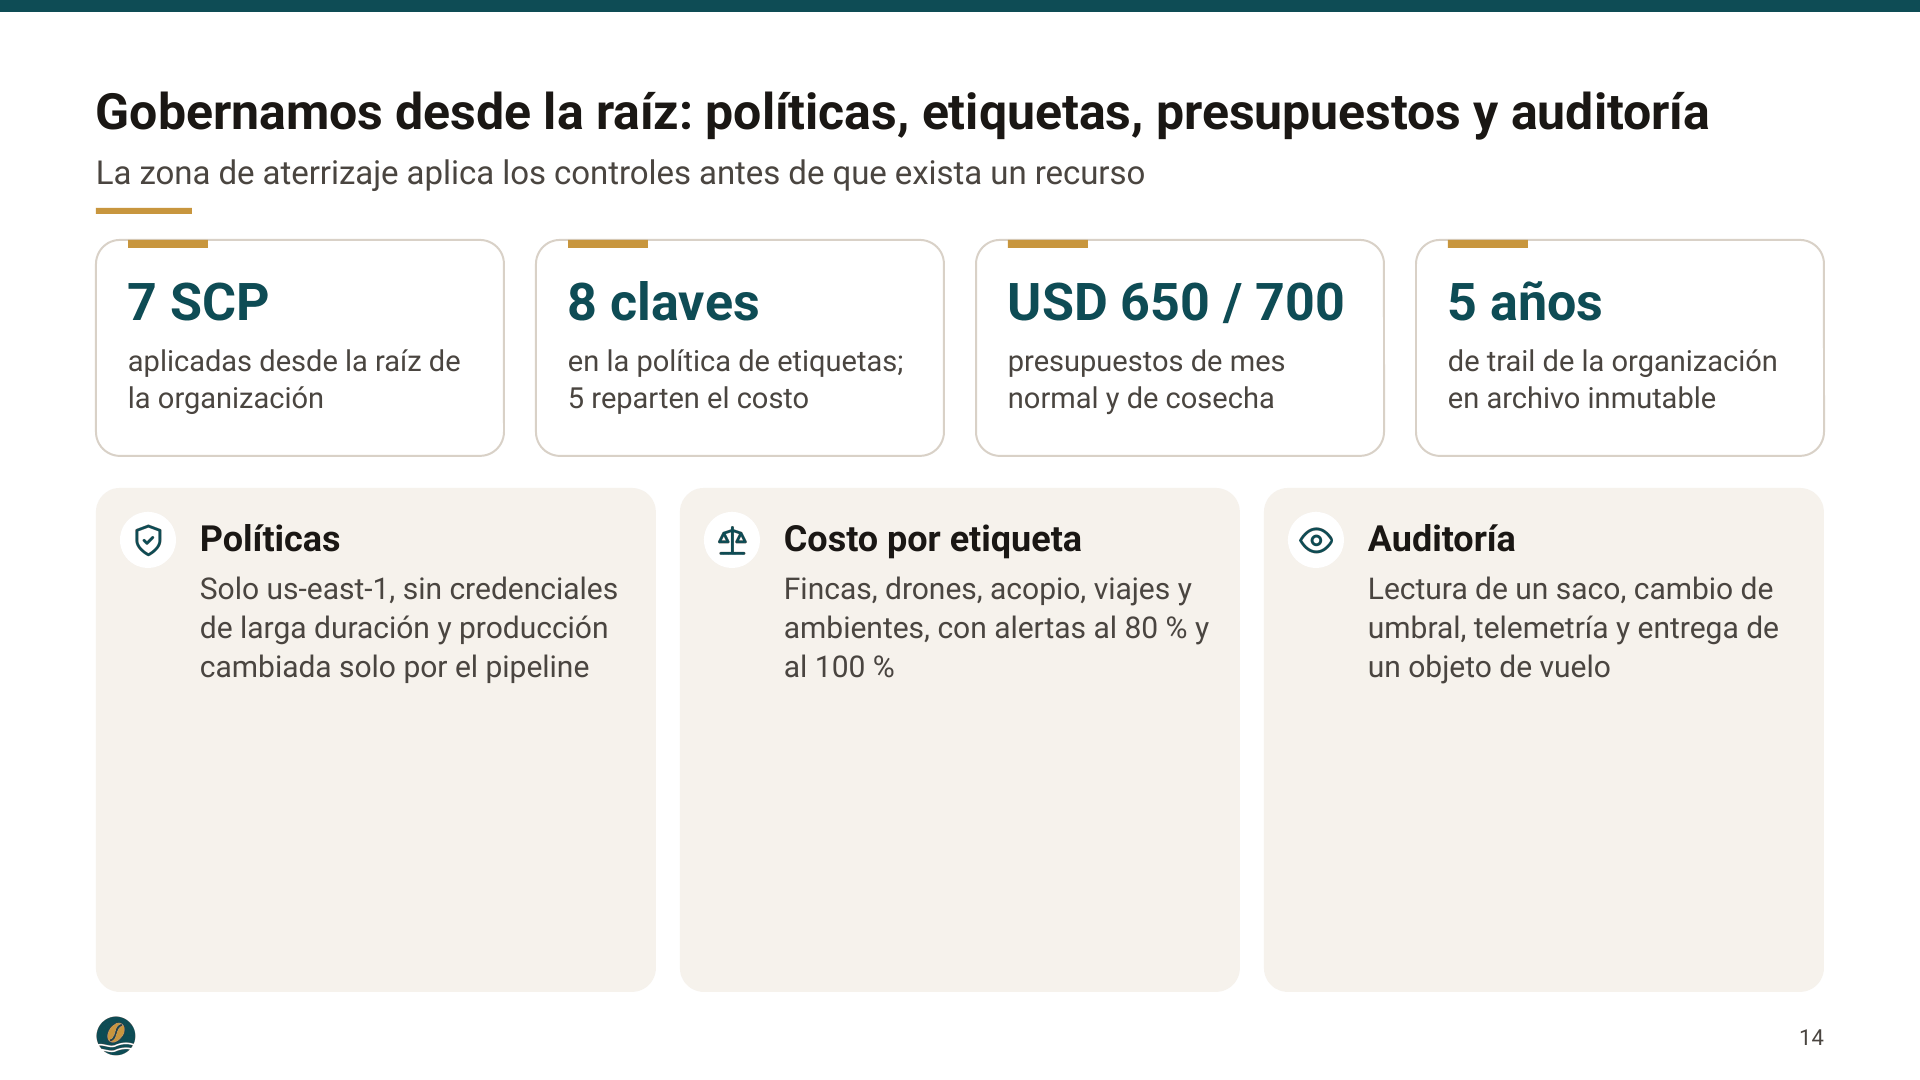 Gobernamos desde la raíz: políticas, etiquetas, presupuestos y auditoría
La zona de aterrizaje aplica los controles antes de que exista un recurso
7 SCP
aplicadas desde la raíz de
la organización
8 claves
en la política de etiquetas;
5 reparten el costo
USD 650 / 700
presupuestos de mes
normal y de cosecha
5 años
de trail de la organización
en archivo inmutable
Políticas
Solo us-east-1, sin credenciales
de larga duración y producción
cambiada solo por el pipeline
Costo por etiqueta
Fincas, drones, acopio, viajes y
ambientes, con alertas al 80 % y
al 100 %
Auditoría
Lectura de un saco, cambio de
umbral, telemetría y entrega de
un objeto de vuelo
14